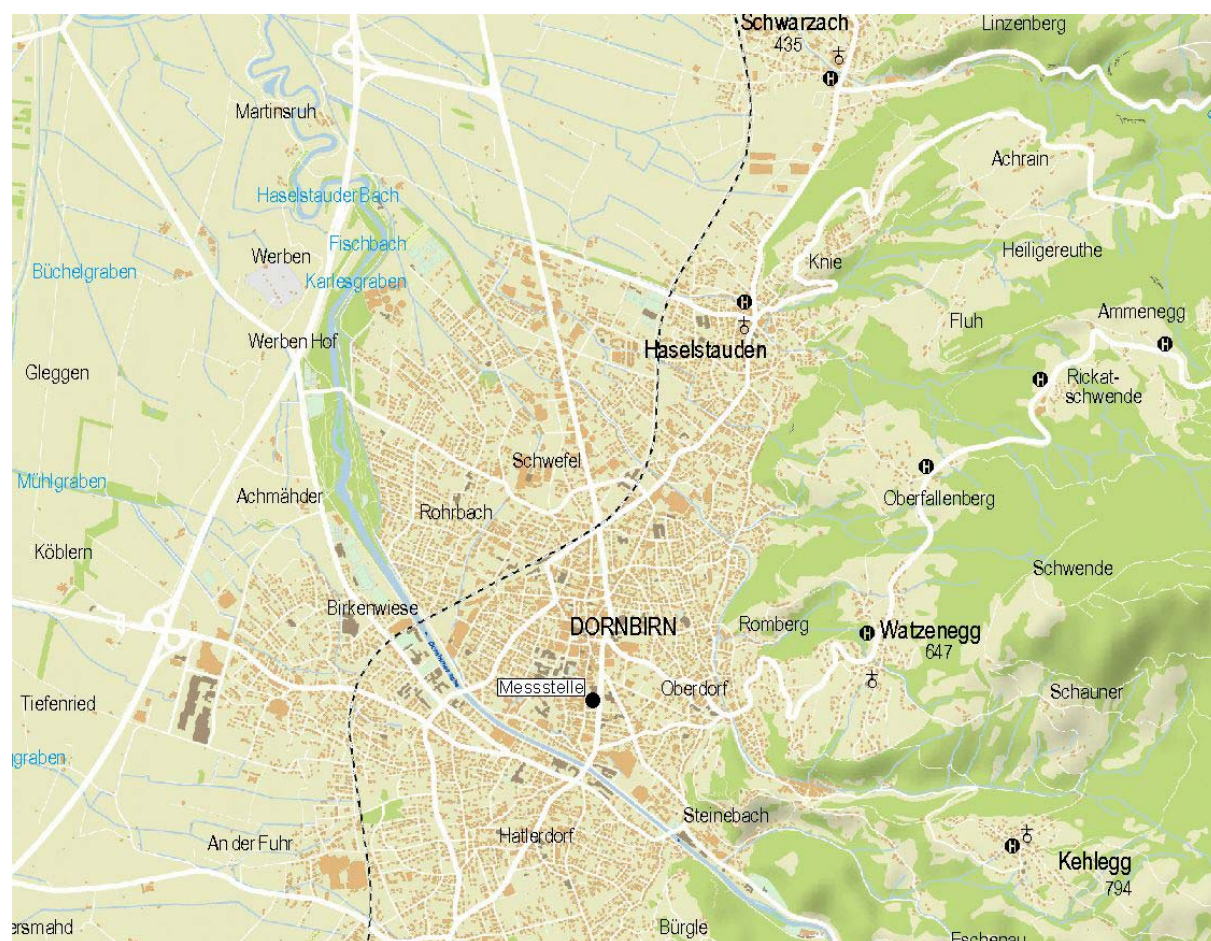 Schwarzach
435
Linzenberg
Martinsruh
Achrain
Haselstauder Bach
Fischbach
Heiligereuthe
Werben
Knie
Büchelgraben
Karlesgraben
Ammenegg
Fluh
Werben Hof
Haselstauden
Gleggen
Rickat-
schwende
Schwefel
Mühlgraben
Achmähder
Oberfallenberg
Rohrbach
Köblern
Schwende
Birkenwiese
DORNBIRN
Romberg
Watzenegg
647
Messstelle
Oberdorf
Schauner
Tiefenried
graben
Steinebach
An der Fuhr
Hatlerdorf
Kehlegg
794
ersmahd
Bürgle
Eschenau
H
H
H
H
H
H
H